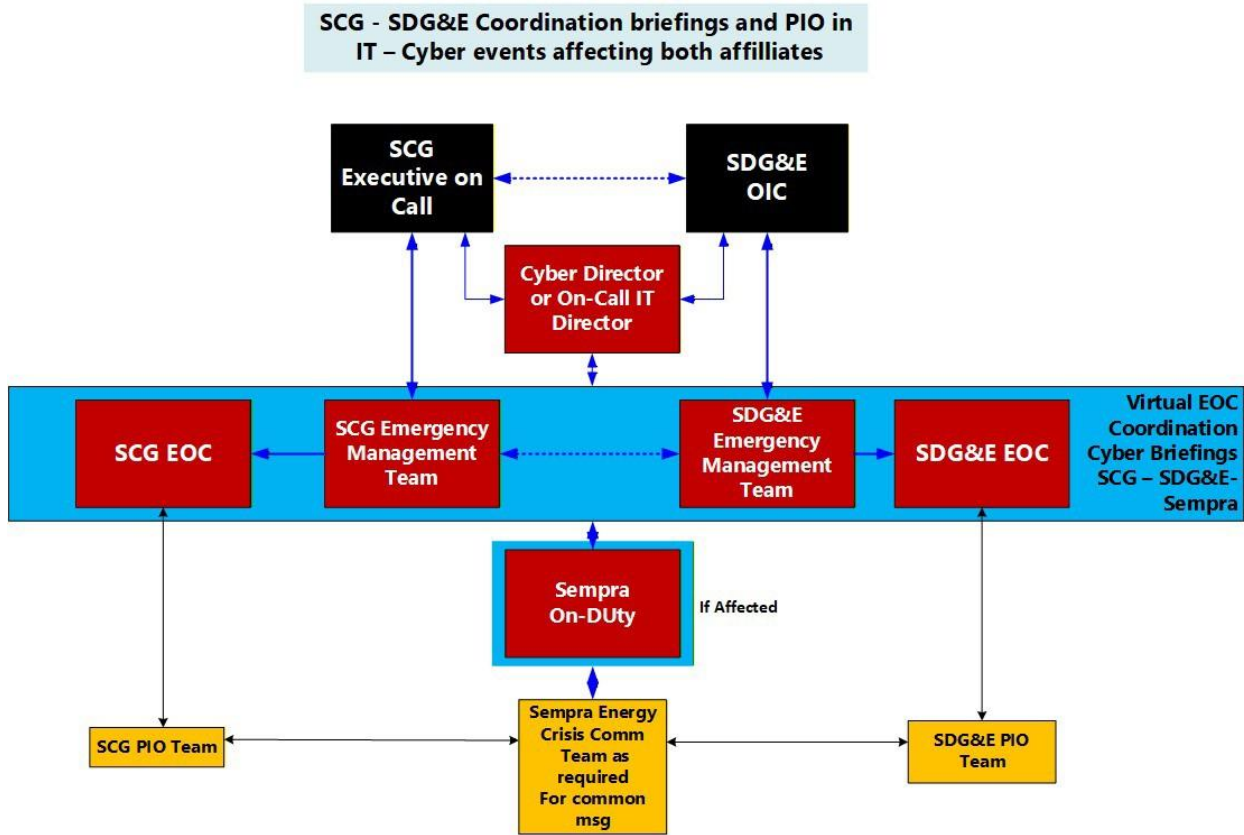 SCG - SDG&E Coordination briefings and PIO in
IT – Cyber events affecting both affilliates
SCG
Executive on
Call
SDG&E
OIC
Cyber Director
or On-Call IT
Director
SCG EOC
SCG Emergency
Management
Team
SDG&E
Emergency
Management
Team
SDG&E EOC
Virtual EOC
Coordination
Cyber Briefings
SCG – SDG&E-
Sempra
Sempra
On-DUty
If Affected
SCG PIO Team
Sempra Energy
Crisis Comm
Team as
required
For common
msg
SDG&E PIO
Team